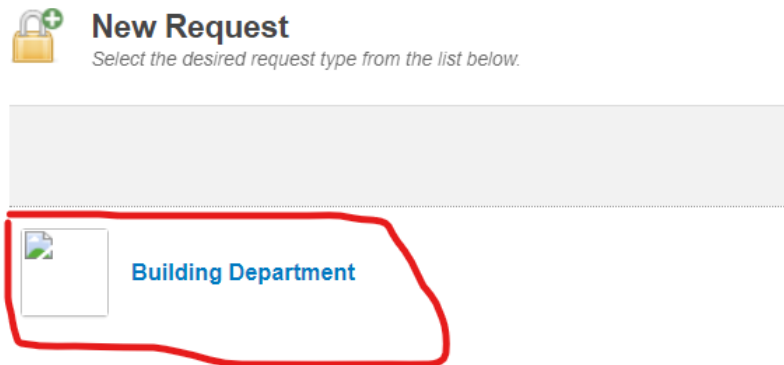 New Request
Select the desired request type from the list below.
Building Department